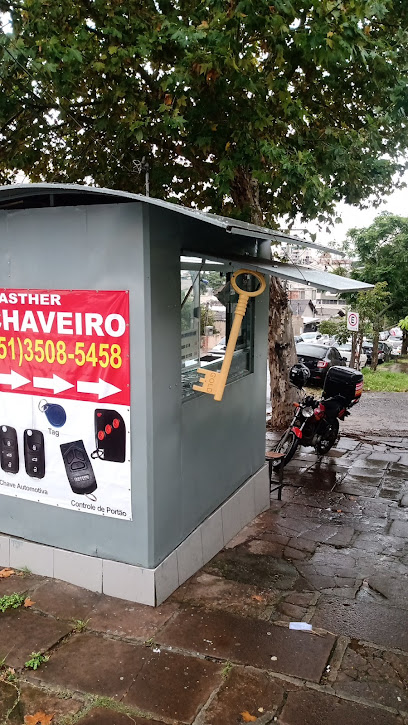 ASTHER
CHAVEIRO
51)3508-5458
Tag
Chave Automotiva
Controle de Portão
E